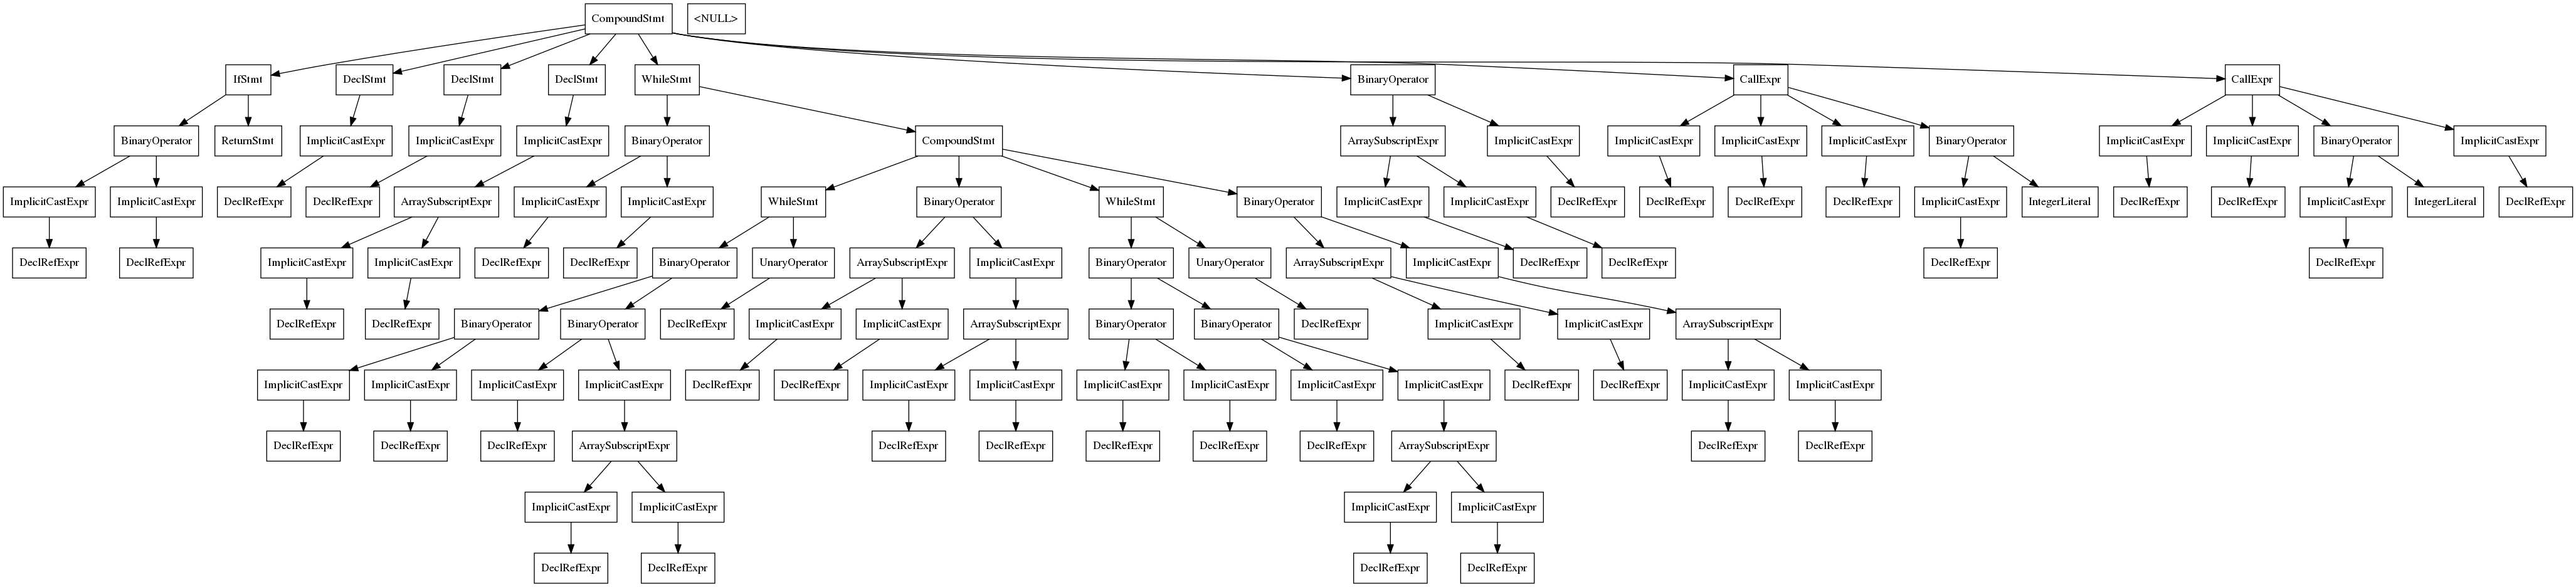 CompoundStmt
<NULL>
IfStmt
DeclStmt
DeclStmt
DeclStmt
WhileStmt
BinaryOperator
CallExpr
CallExpr
BinaryOperator
ReturnStmt
ImplicitCastExpr
ImplicitCastExpr
ImplicitCastExpr
BinaryOperator
CompoundStmt
ArraySubscriptExpr
ImplicitCastExpr
ImplicitCastExpr
ImplicitCastExpr
ImplicitCastExpr
BinaryOperator
ImplicitCastExpr
ImplicitCastExpr
BinaryOperator
ImplicitCastExpr
ImplicitCastExpr
ImplicitCastExpr
DeclRefExpr
DeclRefExpr
ArraySubscriptExpr
ImplicitCastExpr
ImplicitCastExpr
WhileStmt
BinaryOperator
WhileStmt
BinaryOperator
ImplicitCastExpr
ImplicitCastExpr
DeclRefExpr
DeclRefExpr
DeclRefExpr
DeclRefExpr
ImplicitCastExpr
IntegerLiteral
DeclRefExpr
DeclRefExpr
ImplicitCastExpr
IntegerLiteral
DeclRefExpr
DeclRefExpr
DeclRefExpr
ImplicitCastExpr
ImplicitCastExpr
DeclRefExpr
DeclRefExpr
BinaryOperator
UnaryOperator
ArraySubscriptExpr
ImplicitCastExpr
BinaryOperator
UnaryOperator
ArraySubscriptExpr
ImplicitCastExpr
DeclRefExpr
DeclRefExpr
DeclRefExpr
DeclRefExpr
DeclRefExpr
DeclRefExpr
BinaryOperator
BinaryOperator
DeclRefExpr
ImplicitCastExpr
ImplicitCastExpr
ArraySubscriptExpr
BinaryOperator
BinaryOperator
DeclRefExpr
ImplicitCastExpr
ImplicitCastExpr
ArraySubscriptExpr
ImplicitCastExpr
ImplicitCastExpr
ImplicitCastExpr
ImplicitCastExpr
DeclRefExpr
DeclRefExpr
ImplicitCastExpr
ImplicitCastExpr
ImplicitCastExpr
ImplicitCastExpr
ImplicitCastExpr
ImplicitCastExpr
DeclRefExpr
DeclRefExpr
ImplicitCastExpr
ImplicitCastExpr
DeclRefExpr
DeclRefExpr
DeclRefExpr
ArraySubscriptExpr
DeclRefExpr
DeclRefExpr
DeclRefExpr
DeclRefExpr
DeclRefExpr
ArraySubscriptExpr
DeclRefExpr
DeclRefExpr
ImplicitCastExpr
ImplicitCastExpr
ImplicitCastExpr
ImplicitCastExpr
DeclRefExpr
DeclRefExpr
DeclRefExpr
DeclRefExpr